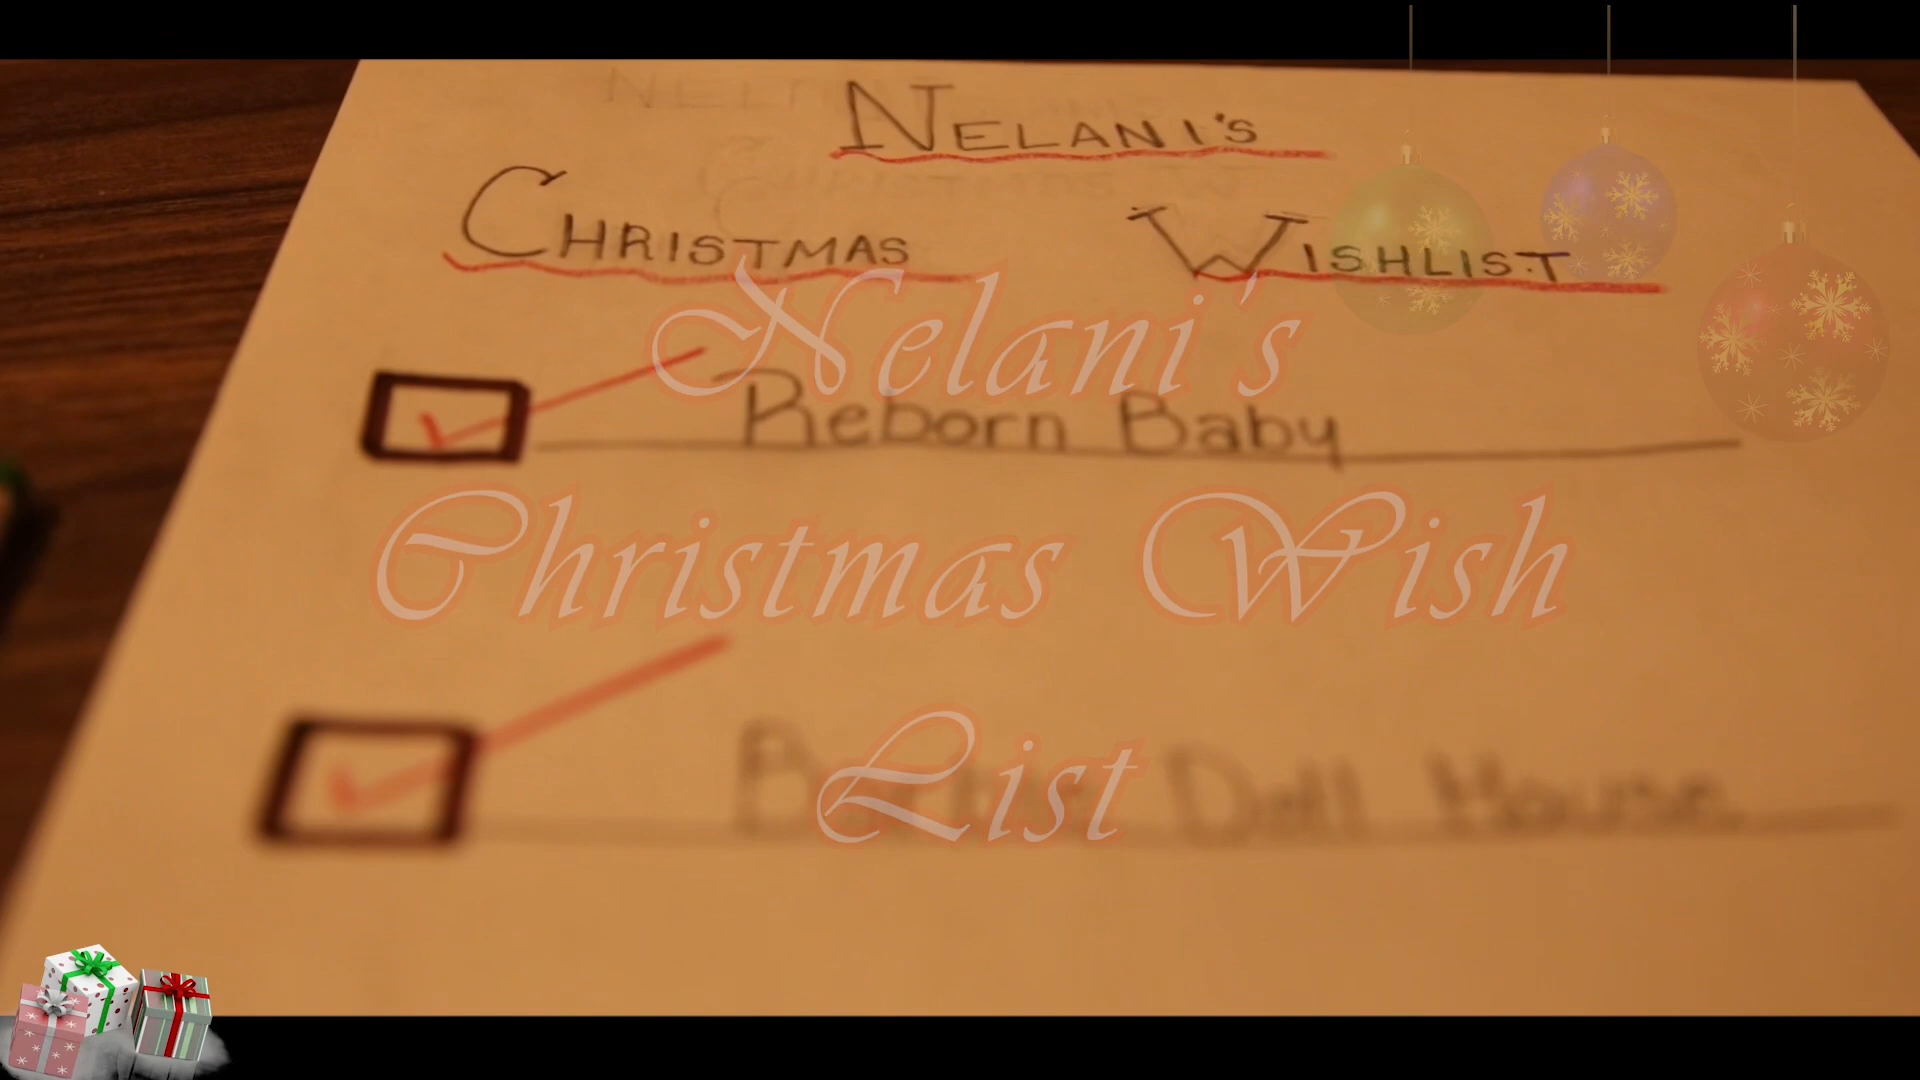 NELANI'S
CHRISTMAS WISHLIST
Nelani's
Reborn Baby
Christmas Wish
List
Doll House